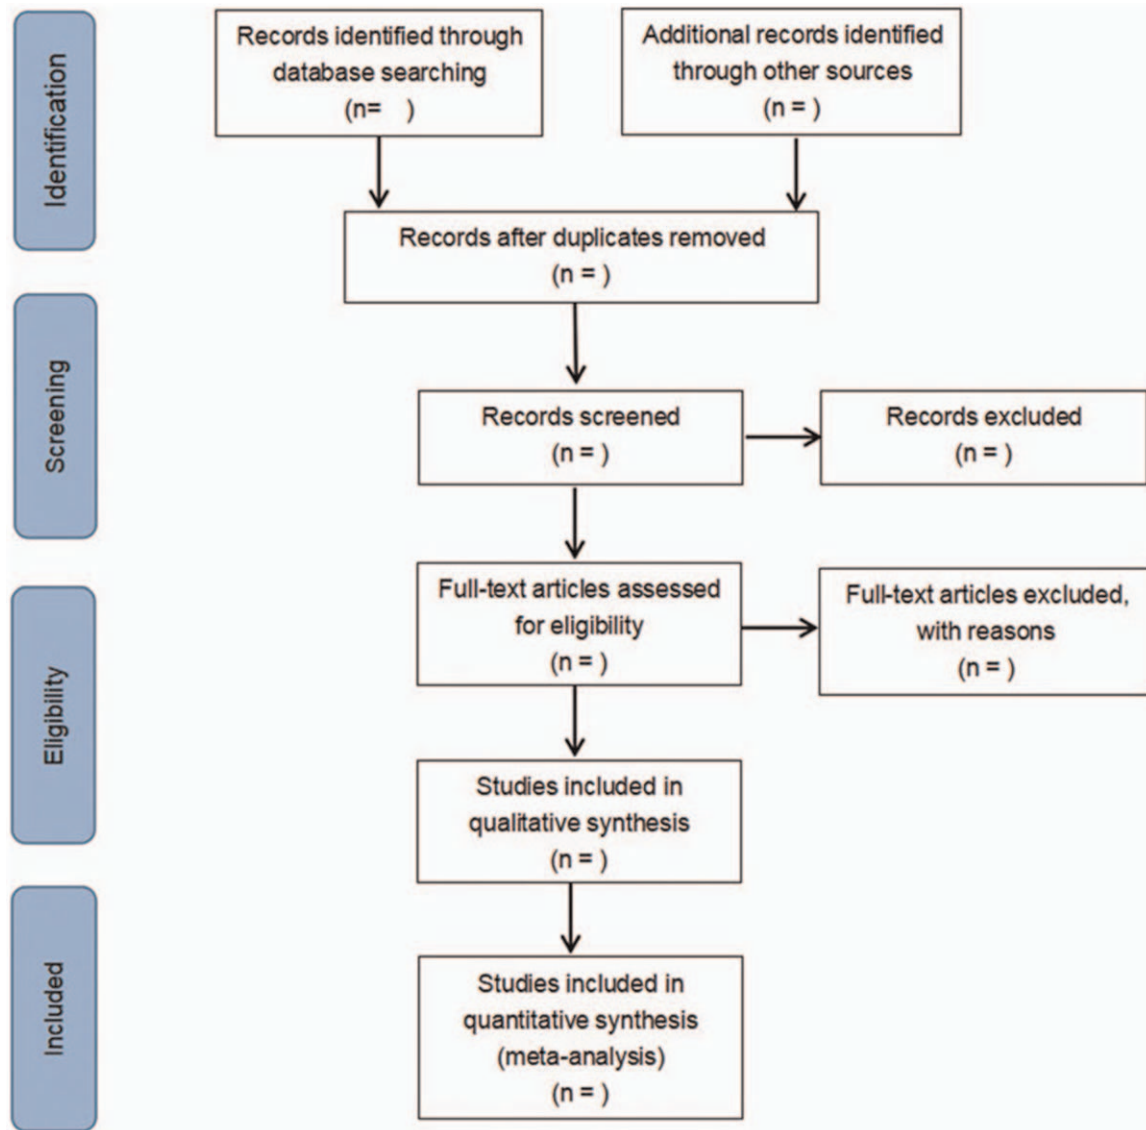 Identification
Records identified through
database searching
(n= )
Additional records identified
through other sources
(n = )
Records after duplicates removed
(n = )
Screening
Records screened
(n = )
Records excluded
(n = )
Eligibility
Full-text articles assessed
for eligibility
(n = )
Full-text articles excluded,
with reasons
(n = )
Studies included in
qualitative synthesis
(n = )
Included
Studies included in
quantitative synthesis
(meta-analysis)
(n = )